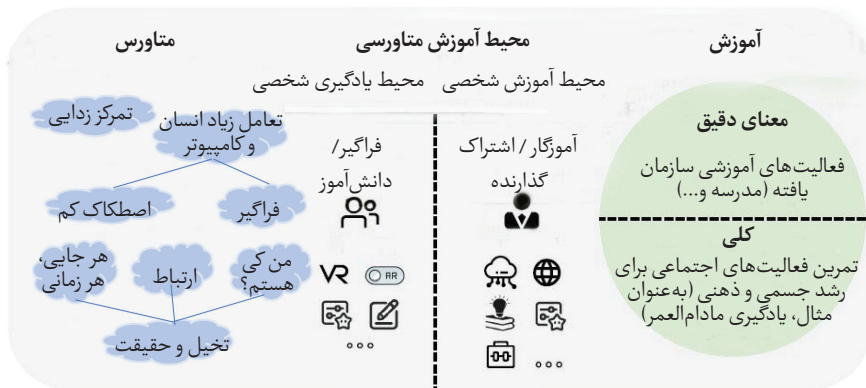 آموزش
محیط آموزش متاورسی
متاورس
محیط آموزش شخصی
محیط یادگیری شخصی
معنای دقیق
فعالیت‌های آموزشی سازمان
یافته (مدرسه و...)
کلی
تمرین فعالیت‌های اجتماعی برای
رشد جسمی و ذهنی (به‌عنوان
مثال، یادگیری مادام‌العمر)
آموزگار / اشتراک
گذارنده
فراگیر/
دانش‌آموز
VR
AR
تمرکز زدایی
تعامل زیاد انسان
و کامپیوتر
فراگیر
اصطکاک کم
من کی
هستم؟
ارتباط
هر جایی،
هر زمانی
تخیل و حقیقت